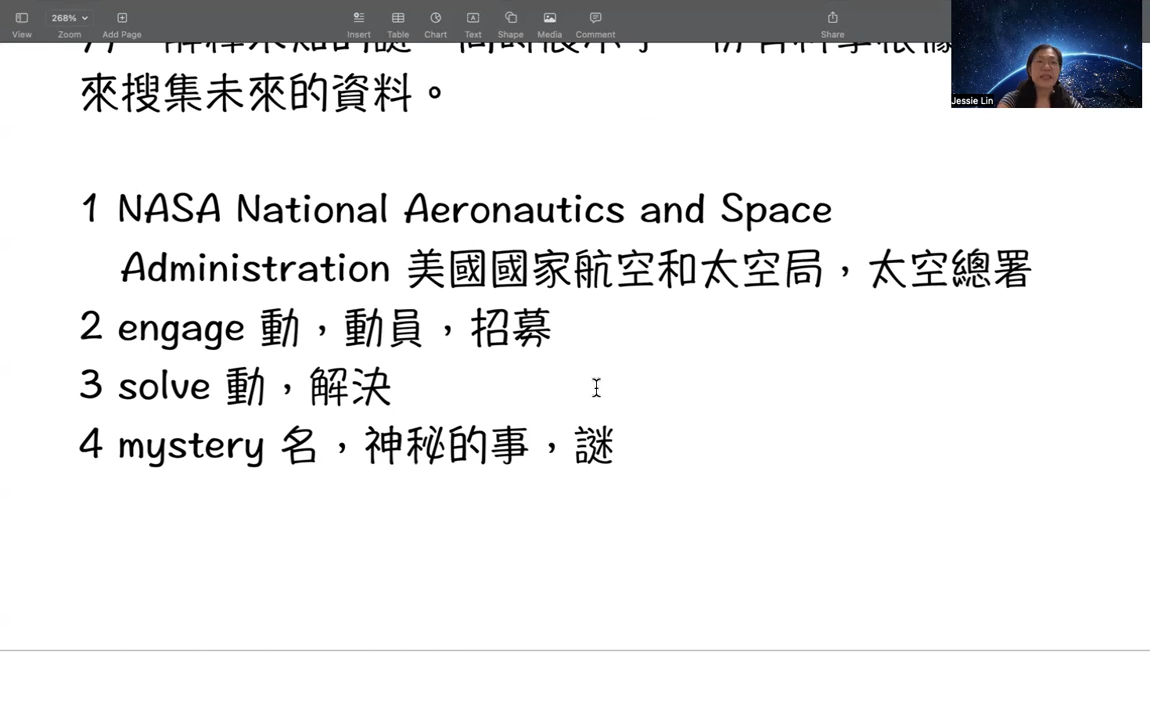 View
268%
Zoom
Add Page
Insert
Table
Chart
Text
Shape
Media
Comment
Share
Jessie Lin
來搜集未來的資料。
1 NASA National Aeronautics and Space
Administration 美國國家航空和太空局，太空總署
2 engage 動，動員，招募
3 solve 動，解決
4 mystery 名，神秘的事，謎